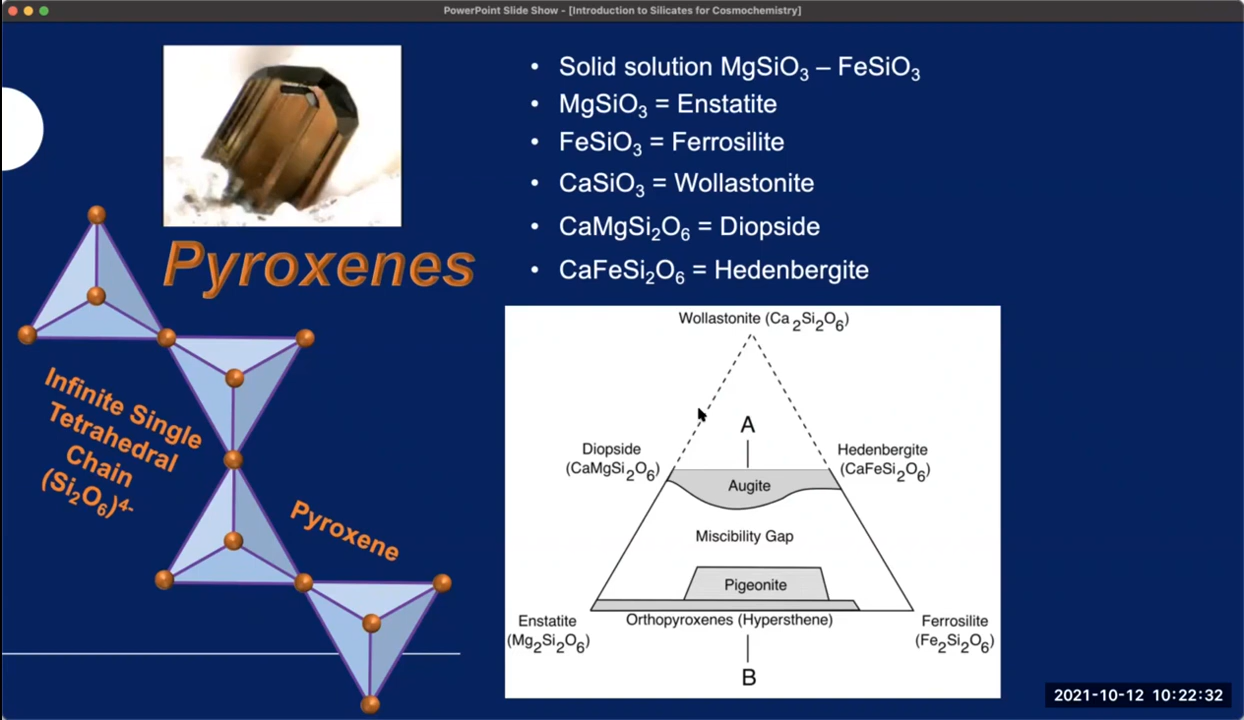 PowerPoint Slide Show - [Introduction to Silicates for Cosmochemistry]
• Solid solution MgSiO₃ – FeSiO₃
• MgSiO₃ = Enstatite
• FeSiO₃ = Ferrosilite
• CaSiO₃ = Wollastonite
• CaMgSi₂O₆ = Diopside
• CaFeSi₂O₆ = Hedenbergite
Pyroxenes
Infinite Single
Tetrahedral
Chain
(Si₂O₆)⁴⁻
Pyroxene
Wollastonite (Ca₂Si₂O₆)
A
Diopside
(CaMgSi₂O₆)
Hedenbergite
(CaFeSi₂O₆)
Augite
Miscibility Gap
Pigeonite
Enstatite
(Mg₂Si₂O₆)
Orthopyroxenes (Hypersthene)
Ferrosilite
(Fe₂Si₂O₆)
B
2021-10-12 10:22:32